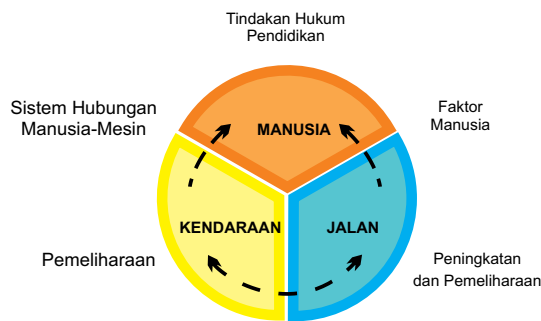 Tindakan Hukum
Pendidikan
Sistem Hubungan
Manusia-Mesin
MANUSIA
Faktor
Manusia
KENDARAAN
JALAN
Pemeliharaan
Peningkatan
dan Pemeliharaan